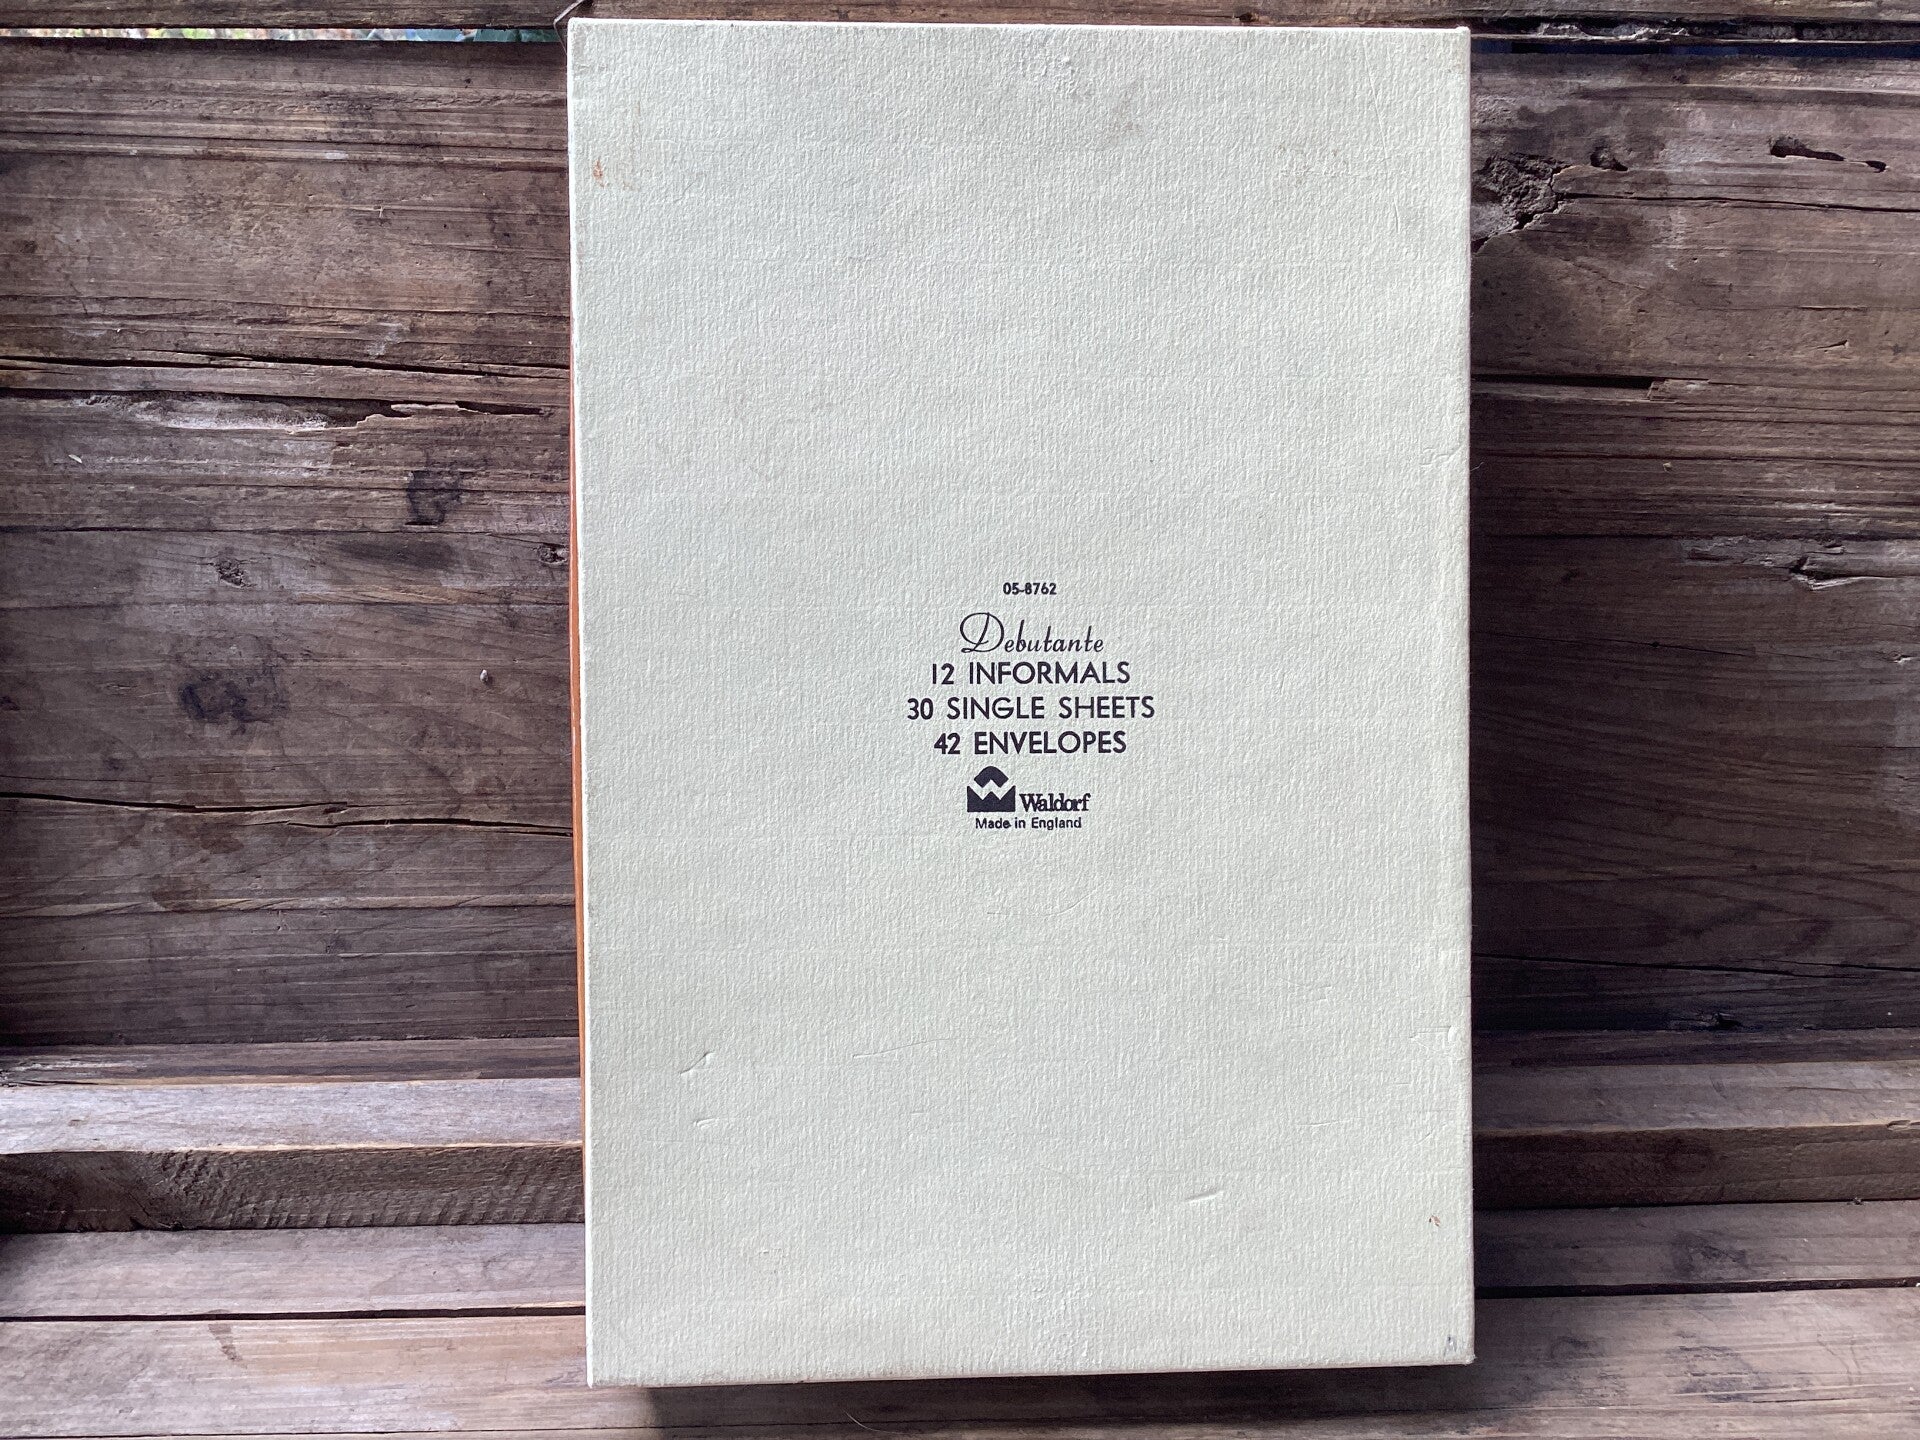 05-8762
Debutante
12 INFORMALS
30 SINGLE SHEETS
42 ENVELOPES
Waldorf
Made in England